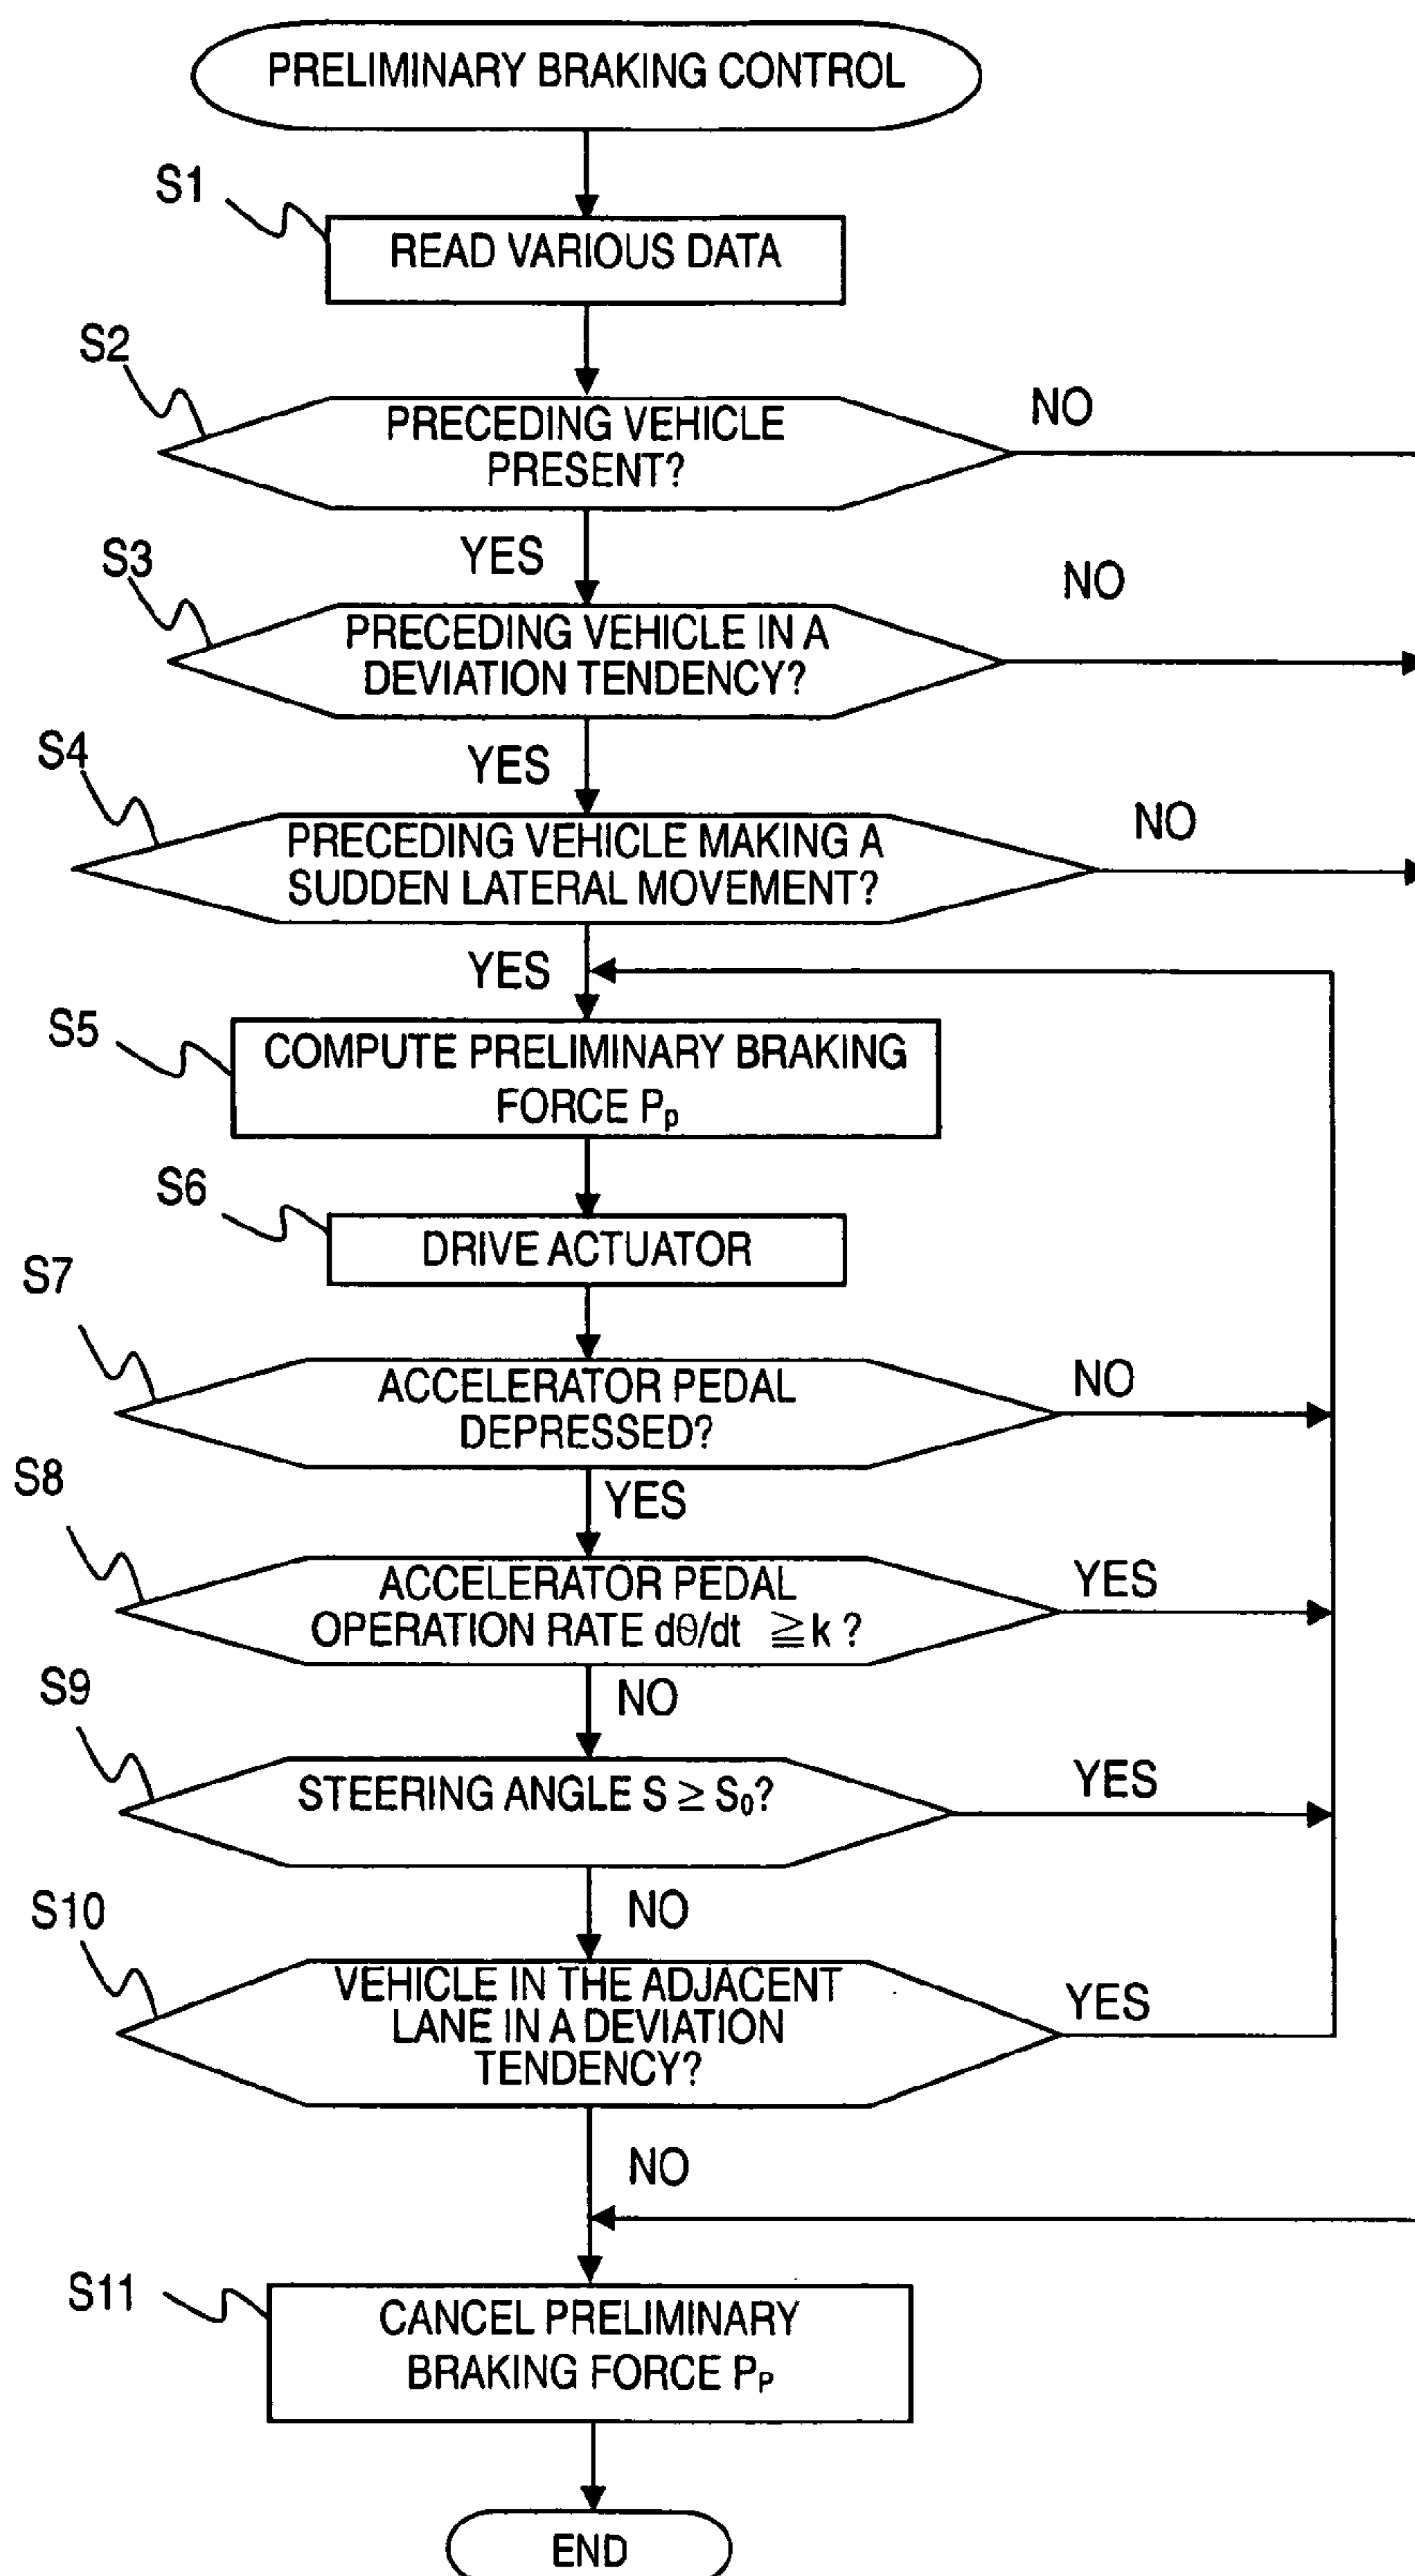 PRELIMINARY BRAKING CONTROL
S1
READ VARIOUS DATA
S2
PRECEDING VEHICLE
PRESENT?
NO
YES
S3
PRECEDING VEHICLE IN A
DEVIATION TENDENCY?
NO
YES
S4
PRECEDING VEHICLE MAKING A
SUDDEN LATERAL MOVEMENT?
NO
YES
S5
COMPUTE PRELIMINARY BRAKING
FORCE Pp
S6
DRIVE ACTUATOR
S7
ACCELERATOR PEDAL
DEPRESSED?
NO
YES
S8
ACCELERATOR PEDAL
OPERATION RATE dθ/dt ≧ k ?
YES
NO
S9
STEERING ANGLE S ≥ S₀?
YES
NO
S10
VEHICLE IN THE ADJACENT
LANE IN A DEVIATION
TENDENCY?
YES
NO
S11
CANCEL PRELIMINARY
BRAKING FORCE PP
END